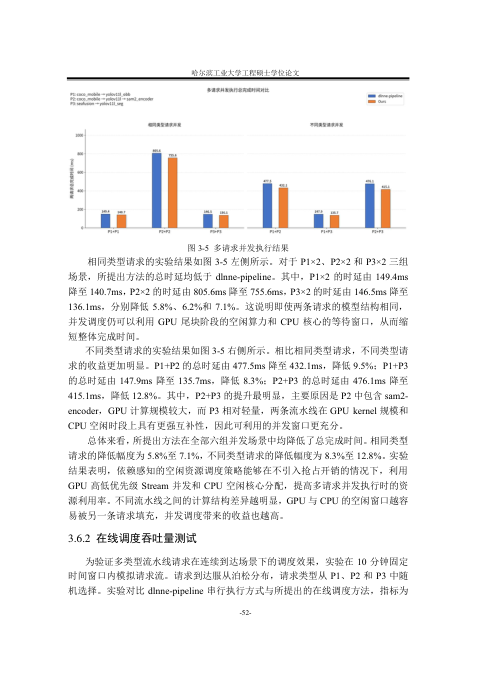 哈尔滨工业大学工程硕士学位论文
多请求并发执行总完成时间对比
P1: coco_mobile → yolov11l_obb
P2: coco_mobile → yolov11l → sam2_encoder
dlnne-pipeline
Ours
相同类型请求并发
不同类型请求并发
1000
800
600
400
200
0
149.4
140.7
805.6
755.6
146.5
136.1
477.5
432.1
147.9
135.7
476.1
415.1
P1+P1
P2+P2
P3+P3
P1+P2
P1+P3
P2+P3
图 3-5 多请求并发执行结果
相同类型请求的实验结果如图 3-5 左侧所示。对于 P1×2、P2×2 和 P3×2 三组
场景，所提出方法的总时延均低于 dlnne-pipeline。其中，P1×2 的时延由 149.4ms
降至 140.7ms，P2×2 的时延由 805.6ms 降至 755.6ms，P3×2 的时延由 146.5ms 降至
136.1ms，分别降低 5.8%、6.2%和 7.1%。这说明即使两条请求的模型结构相同，
并发调度仍可以利用 GPU 尾块阶段的空闲算力和 CPU 核心的等待窗口，从而缩
短整体完成时间。
不同类型请求的实验结果如图 3-5 右侧所示。相比相同类型请求，不同类型请
求的收益更加明显。P1+P2 的总时延由 477.5ms 降至 432.1ms，降低 9.5%；P1+P3
的总时延由 147.9ms 降至 135.7ms，降低 8.3%；P2+P3 的总时延由 476.1ms 降至
415.1ms，降低 12.8%。其中，P2+P3 的提升最明显，主要原因是 P2 中包含 sam2-
encoder，GPU 计算规模较大，而 P3 相对轻量，两条流水线在 GPU kernel 规模和
CPU 空闲时段上具有更强互补性，因此可利用的并发窗口更充分。
总体来看，所提出方法在全部六组并发场景中均降低了总完成时间。相同类型
请求的降低幅度为 5.8%至 7.1%，不同类型请求的降低幅度为 8.3%至 12.8%。实验
结果表明，依赖感知的空闲资源调度策略能够在不引入抢占开销的情况下，利用
GPU 高低优先级 Stream 并发和 CPU 空闲核心分配，提高多请求并发执行时的资
源利用率。不同流水线之间的计算结构差异越明显，GPU 与 CPU 的空闲窗口越容
易被另一条请求填充，并发调度带来的收益也越高。
3.6.2 在线调度吞吐量测试
为验证多类型流水线请求在连续到达场景下的调度效果，实验在 10 分钟固定
时间窗口内模拟请求流。请求到达服从泊松分布，请求类型从 P1、P2 和 P3 中随
机选择。实验对比 dlnne-pipeline 串行执行方式与所提出的在线调度方法，指标为
-52-